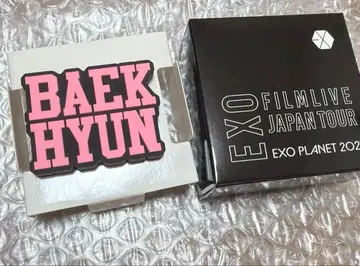 BAEK
HYUN
EXO
FILMLIVE
JAPAN TOUR
EXO PLANET 202